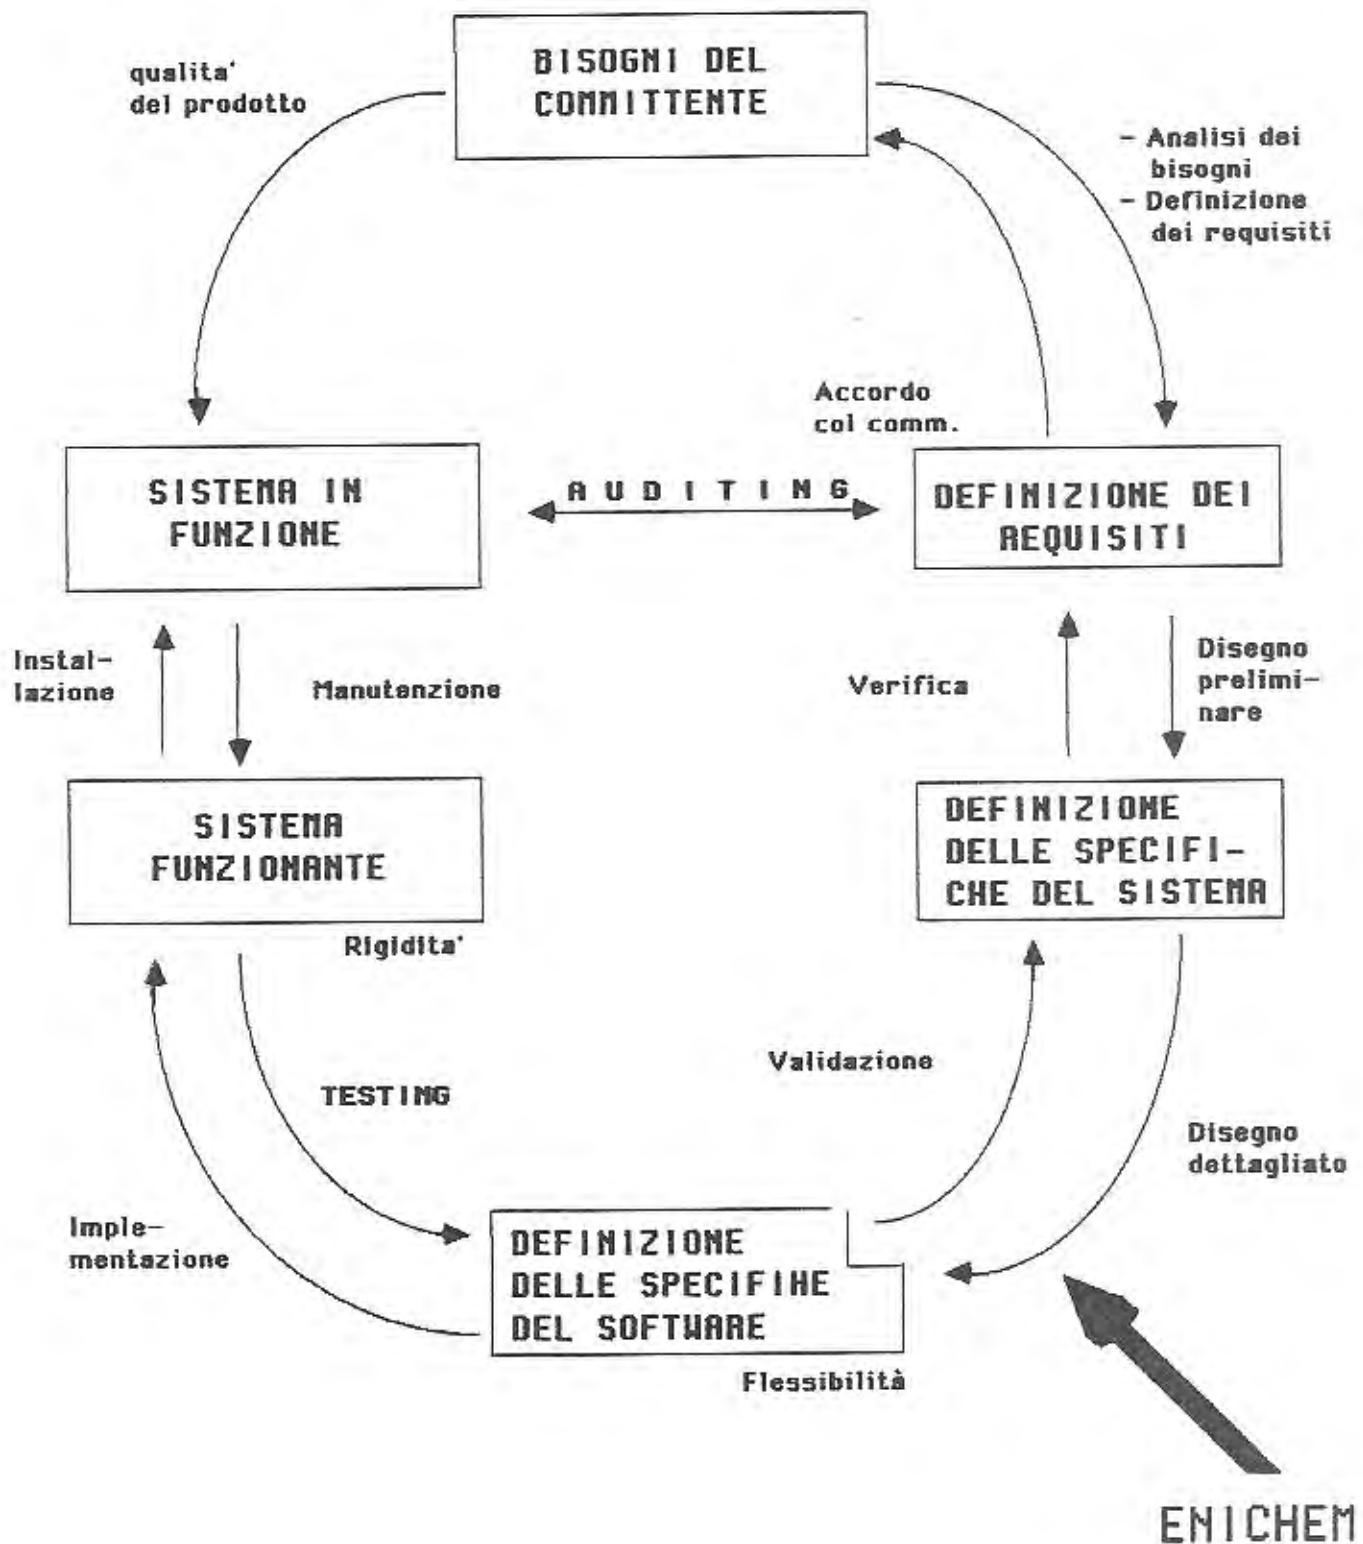 BISOGNI DEL
COMMITTENTE
qualita'
del prodotto
- Analisi dei
bisogni
- Definizione
dei requisiti
Accordo
col comm.
SISTEMA IN
FUNZIONE
AUDITING
DEFINIZIONE DEI
REQUISITI
Instal-
lazione
Manutenzione
Verifica
Disegno
prelimi-
nare
SISTEMA
FUNZIONANTE
Rigidita'
DEFINIZIONE
DELLE SPECIFI-
CHE DEL SISTEMA
TESTING
Validazione
Disegno
dettagliato
Imple-
mentazione
DEFINIZIONE
DELLE SPECIFIHE
DEL SOFTWARE
Flessibilità
ENICHEM